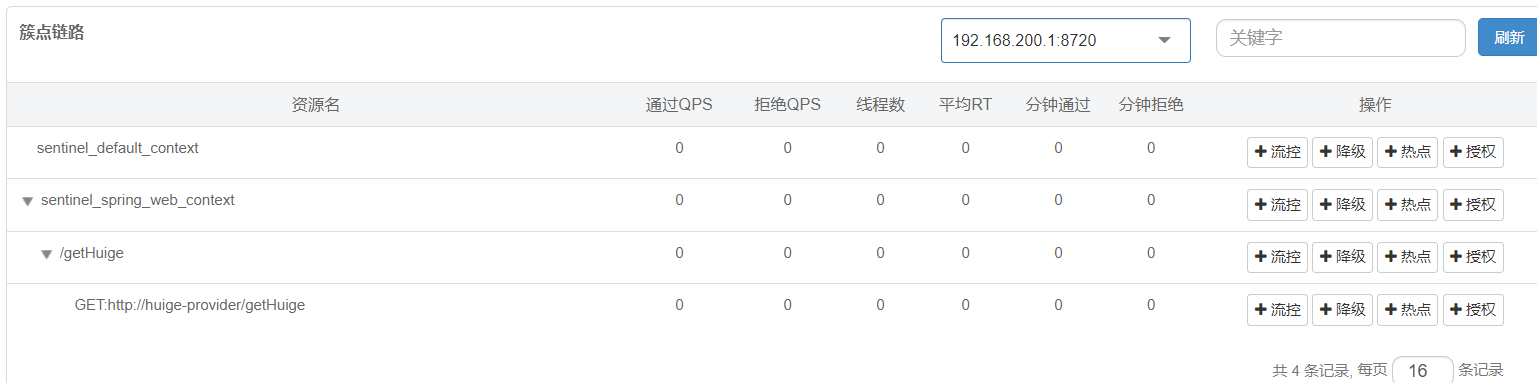 簇点链路 192.168.200.1:8720 关键字 刷新
资源名 通过QPS 拒绝QPS 线程数 平均RT 分钟通过 分钟拒绝 操作
sentinel_default_context 0 0 0 0 0 0 流控 降级 热点 授权
sentinel_spring_web_context 0 0 0 0 0 0 流控 降级 热点 授权
/getHuige 0 0 0 0 0 0 流控 降级 热点 授权
GET:http://huige-provider/getHuige 0 0 0 0 0 0 流控 降级 热点 授权
共 4 条记录, 每页 16 条记录